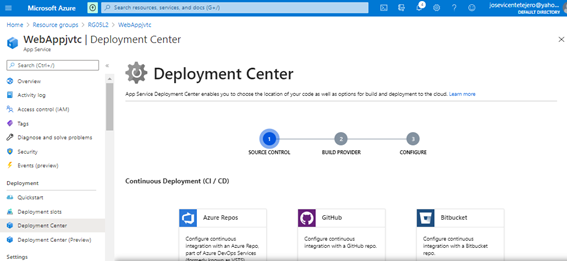 Microsoft Azure
Search resources, services, and docs (G+/)
josevicentetejero@yaho...
DEFAULT DIRECTORY
Home > Resource groups > RG05L2 > WebAppjvtc
WebAppjvtc | Deployment Center
App Service
Search (Ctrl+/)
Overview
Activity log
Access control (IAM)
Tags
Diagnose and solve problems
Security
Events (preview)
Deployment
Quickstart
Deployment slots
Deployment Center
Deployment Center (Preview)
Settings
Deployment Center
App Service Deployment Center enables you to choose the location of your code as well as options for build and deployment to the cloud. Learn more
1 2 3
SOURCE CONTROL BUILD PROVIDER CONFIGURE
Continuous Deployment (CI / CD)
Azure Repos
Configure continuous
integration with an Azure Repo,
part of Azure DevOps Services
(formerly known as VSTS).
GitHub
Configure continuous
integration with a GitHub repo.
Bitbucket
Configure continuous
integration with a Bitbucket
repo.